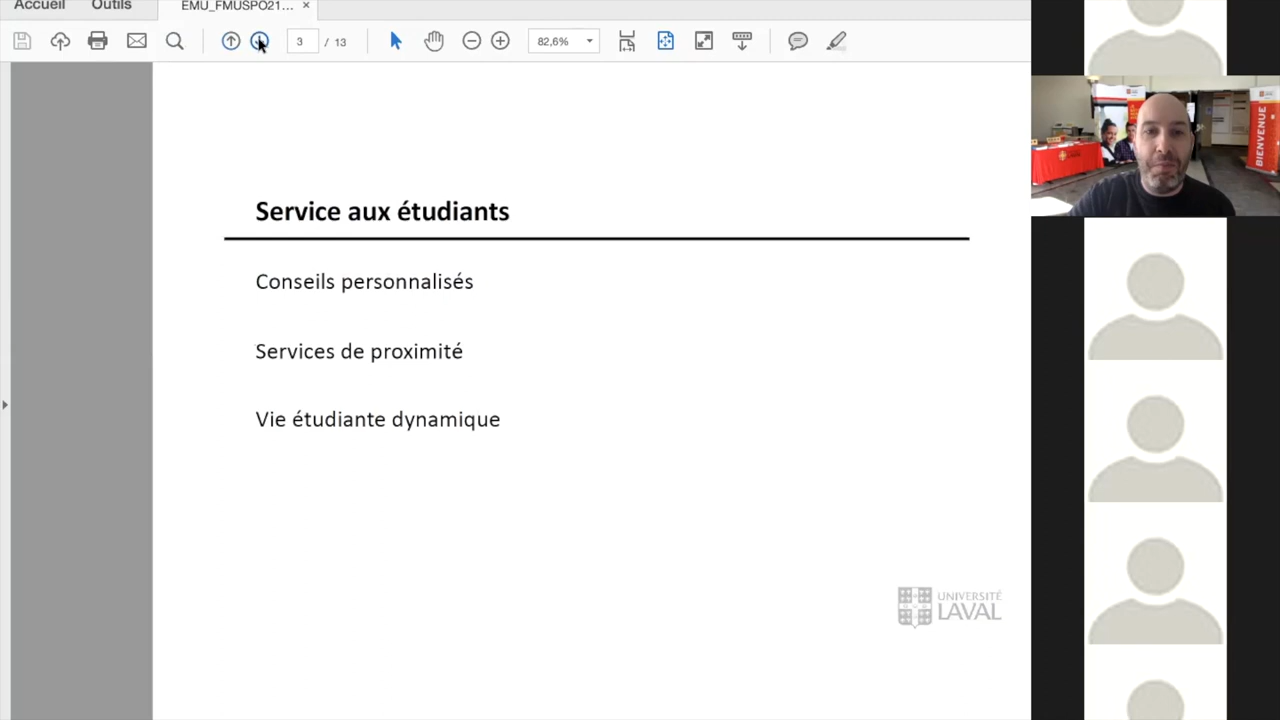 Accueil Outils EMU_FMUSPO21... ×
3 / 13 82,6%
Service aux étudiants
Conseils personnalisés
Services de proximité
Vie étudiante dynamique
UNIVERSITÉ
LAVAL
LAVAL
BIENVENUE